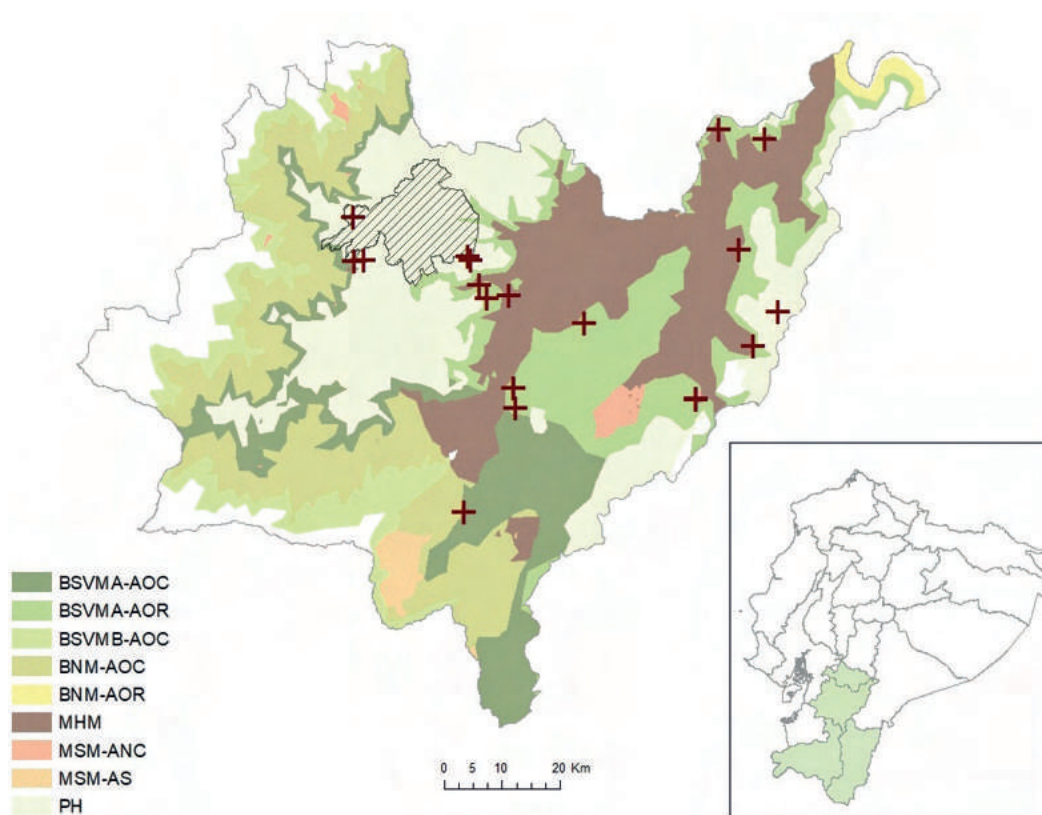 BSVMA-AOC
BSVMA-AOR
BSVMB-AOC
BNM-AOC
BNM-AOR
MHM
MSM-ANC
MSM-AS
PH
0 5 10 20 Km